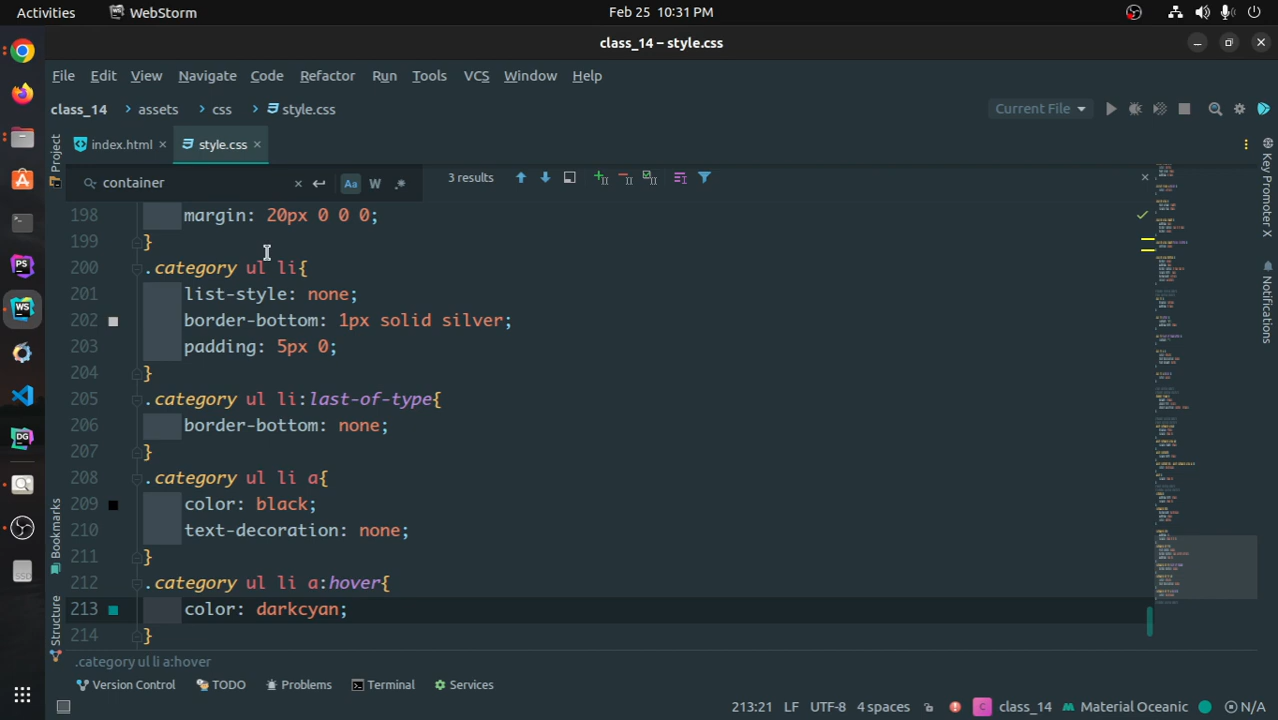 Activities WebStorm Feb 25 10:31 PM
class_14 – style.css
File Edit View Navigate Code Refactor Run Tools VCS Window Help
class_14 assets css style.css Current File
index.html style.css
Project
container Aa W 3 results
198 margin: 20px 0 0 0;
199 }
200 .category ul li{
201 list-style: none;
202 border-bottom: 1px solid silver;
203 padding: 5px 0;
204 }
205 .category ul li:last-of-type{
206 border-bottom: none;
207 }
208 .category ul li a{
209 color: black;
210 text-decoration: none;
211 }
212 .category ul li a:hover{
213 color: darkcyan;
214 }
Bookmarks
Structure
Key Promoter X
Notifications
PS
WS
DG
SSD
.category ul li a:hover
Version Control TODO Problems Terminal Services
213:21 LF UTF-8 4 spaces C class_14 Material Oceanic N/A